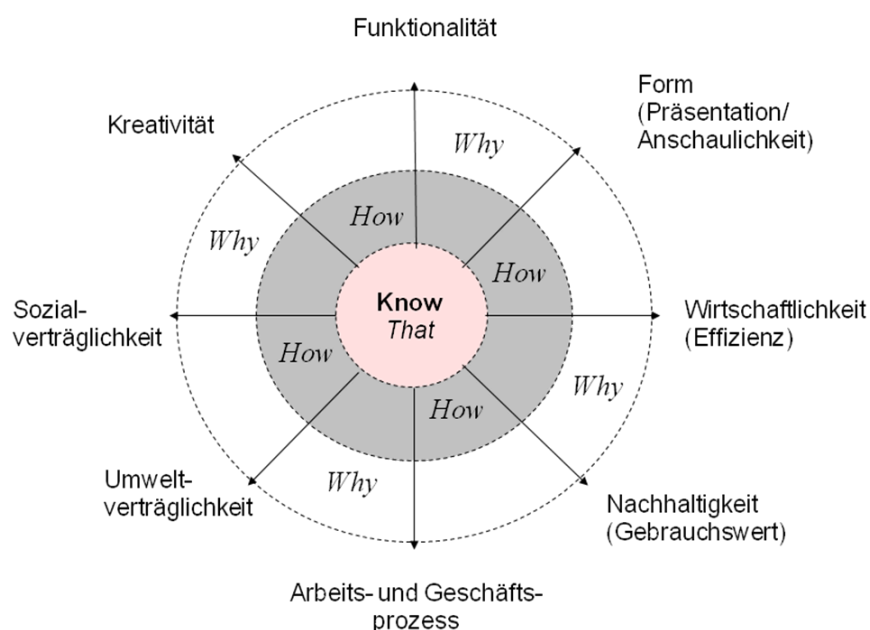 Funktionalität
Form
(Präsentation/
Anschaulichkeit)
Kreativität
Why
How
Why
How
Know
That
Sozial-
verträglichkeit
Wirtschaftlichkeit
(Effizienz)
How
Why
How
Why
Umwelt-
verträglichkeit
Nachhaltigkeit
(Gebrauchswert)
Arbeits- und Geschäfts-
prozess